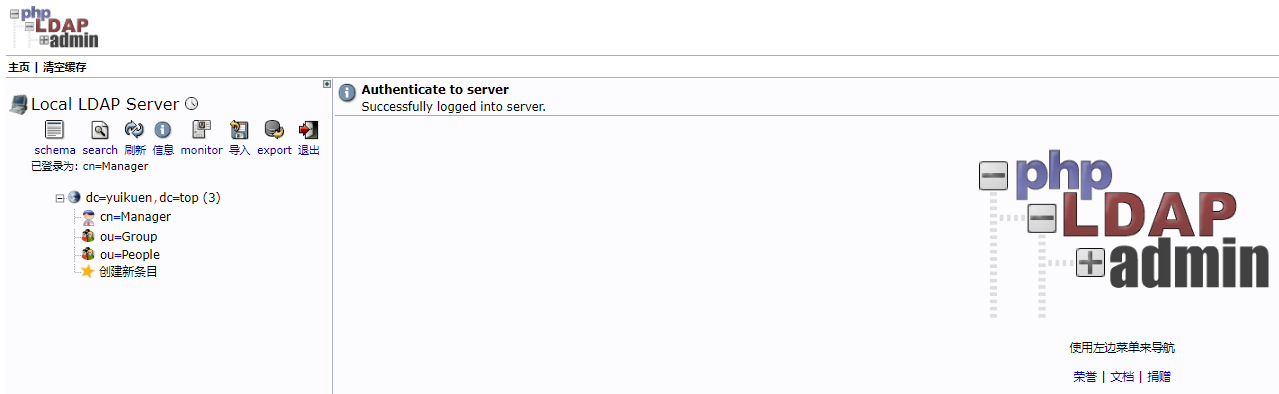 php
LDAP
admin
主页 | 清空缓存
Local LDAP Server
schema search 刷新 信息 monitor 导入 export 退出
已登录为: cn=Manager
dc=yuikuen,dc=top (3)
cn=Manager
ou=Group
ou=People
创建新条目
Authenticate to server
Successfully logged into server.
php
LDAP
admin
使用左边菜单来导航
荣誉 | 文档 | 捐赠